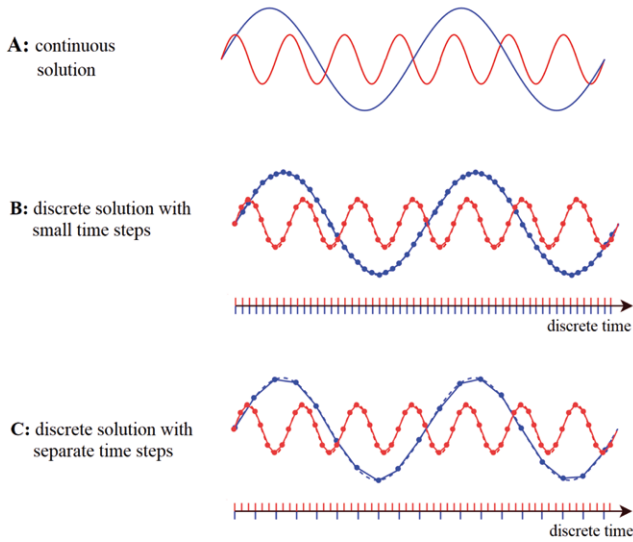 A: continuous
solution
B: discrete solution with
small time steps
discrete time
C: discrete solution with
separate time steps
discrete time